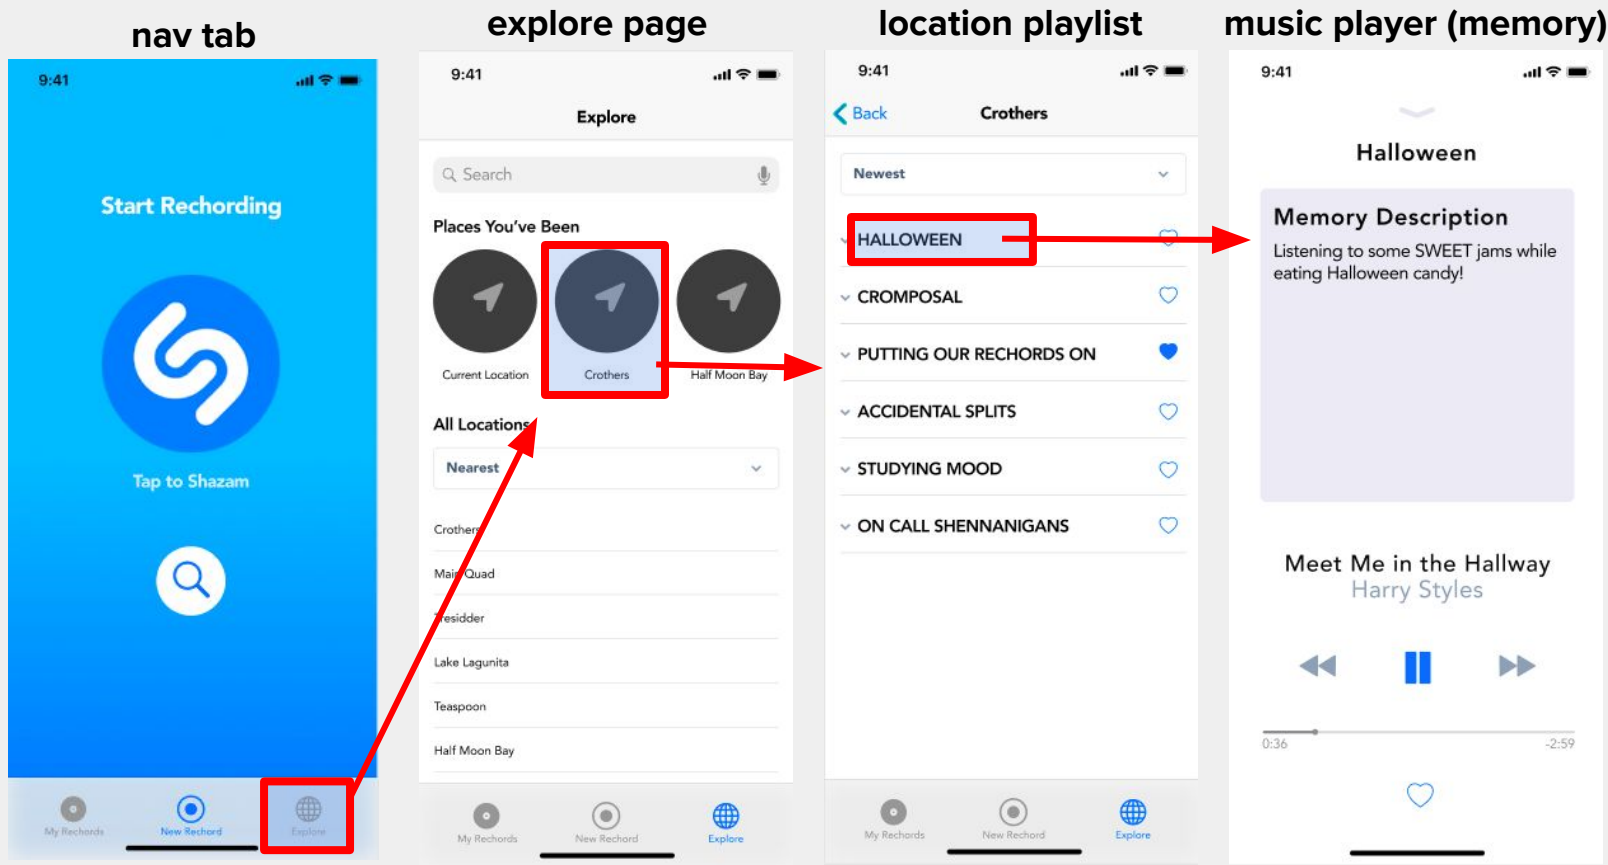 nav tab
9:41
Start Rechording
Tap to Shazam
My Rechords
New Rechord
Explore
explore page
9:41
Explore
Search
Places You've Been
Current Location
Crothers
Half Moon Bay
All Locations
Nearest
Crothers
Main Quad
Tresidder
Lake Lagunita
Teaspoon
Half Moon Bay
My Rechords
New Rechord
Explore
location playlist
9:41
Back
Crothers
Newest
HALLOWEEN
CROMPOSAL
PUTTING OUR RECHORDS ON
ACCIDENTAL SPLITS
STUDYING MOOD
ON CALL SHENNANIGANS
My Rechords
New Rechord
Explore
music player (memory)
9:41
Halloween
Memory Description
Listening to some SWEET jams while
eating Halloween candy!
Meet Me in the Hallway
Harry Styles
0:36
-2:59